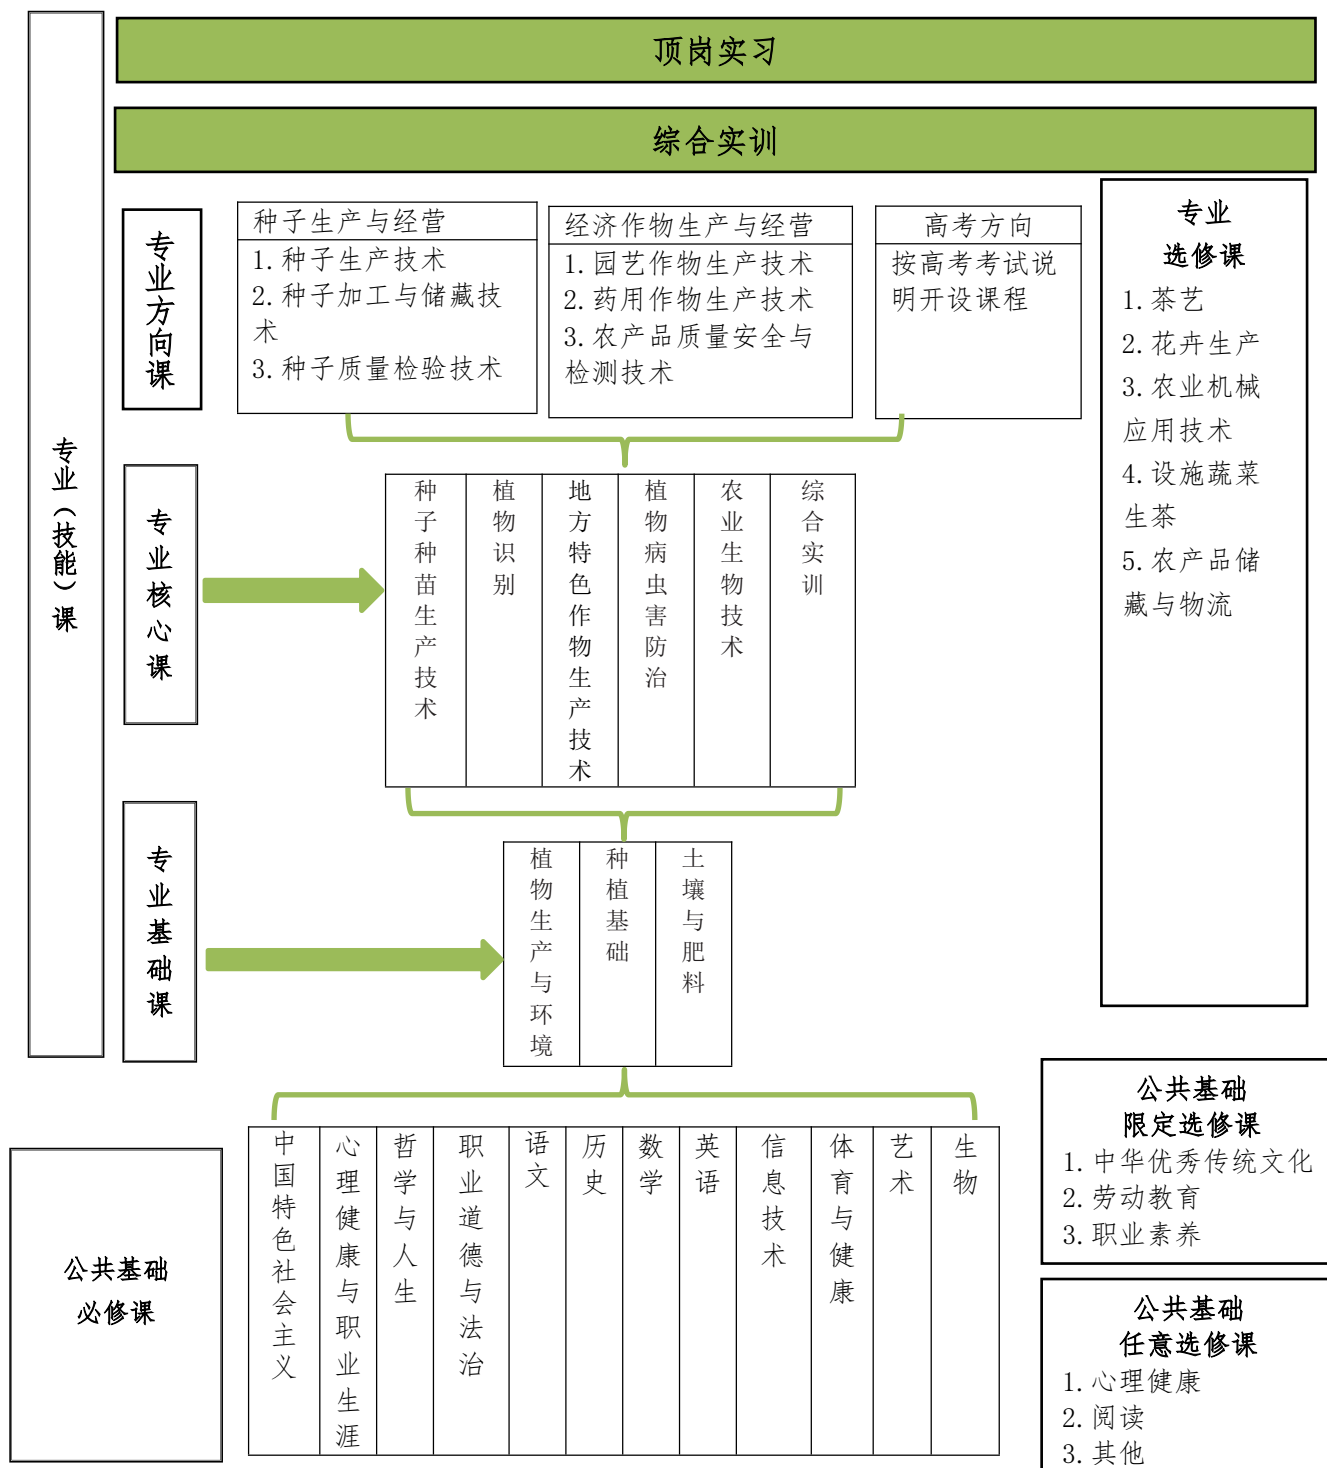 顶岗实习
综合实训
专业（技能）课
专业方向课
种子生产与经营
1.种子生产技术
2.种子加工与储藏技
术
3.种子质量检验技术
经济作物生产与经营
1.园艺作物生产技术
2.药用作物生产技术
3.农产品质量安全与
检测技术
高考方向
按高考考试说
明开设课程
专业
选修课
1.茶艺
2.花卉生产
3.农业机械
应用技术
4.设施蔬菜
生茶
5.农产品储
藏与物流
专业核心课
种子种苗生产技术
植物识别
地方特色作物生产技术
植物病虫害防治
农业生物技术
综合实训
专业基础课
植物生产与环境
种植基础
土壤与肥料
公共基础
必修课
中国特色社会主义
心理健康与职业生涯
哲学与人生
职业道德与法治
语文
历史
数学
英语
信息技术
体育与健康
艺术
生物
公共基础
限定选修课
1.中华优秀传统文化
2.劳动教育
3.职业素养
公共基础
任意选修课
1.心理健康
2.阅读
3.其他